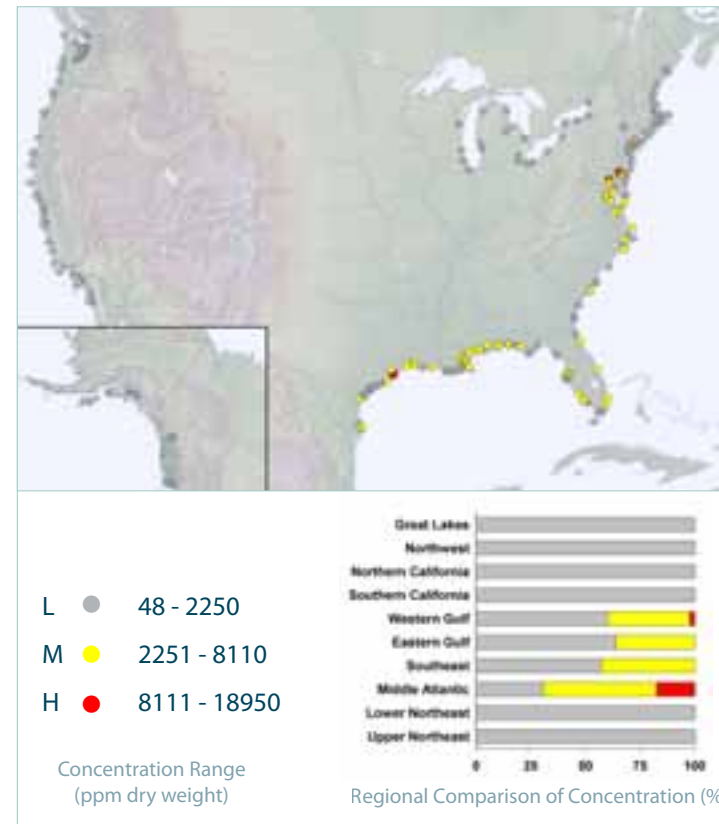 L 48 - 2250
M 2251 - 8110
H 8111 - 18950
Concentration Range
(ppm dry weight)
Great Lakes
Northwest
Northern California
Southern California
Western Gulf
Eastern Gulf
Southeast
Middle Atlantic
Lower Northeast
Upper Northeast
0 25 50 75 100
Regional Comparison of Concentration (%